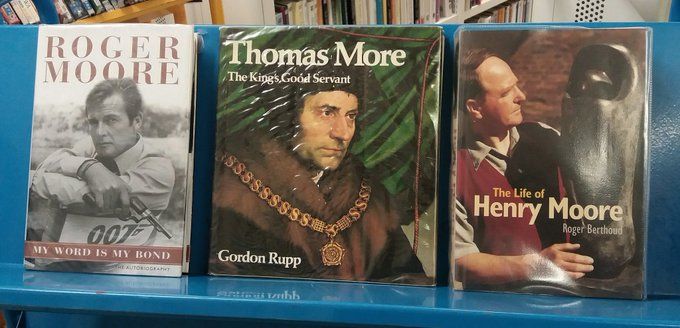 ROGER
MOORE
007
MY WORD IS MY BOND
THE AUTOBIOGRAPHY
Thomas More
The King's Good Servant
Gordon Rupp
The Life of
Henry Moore
Roger Berthoud